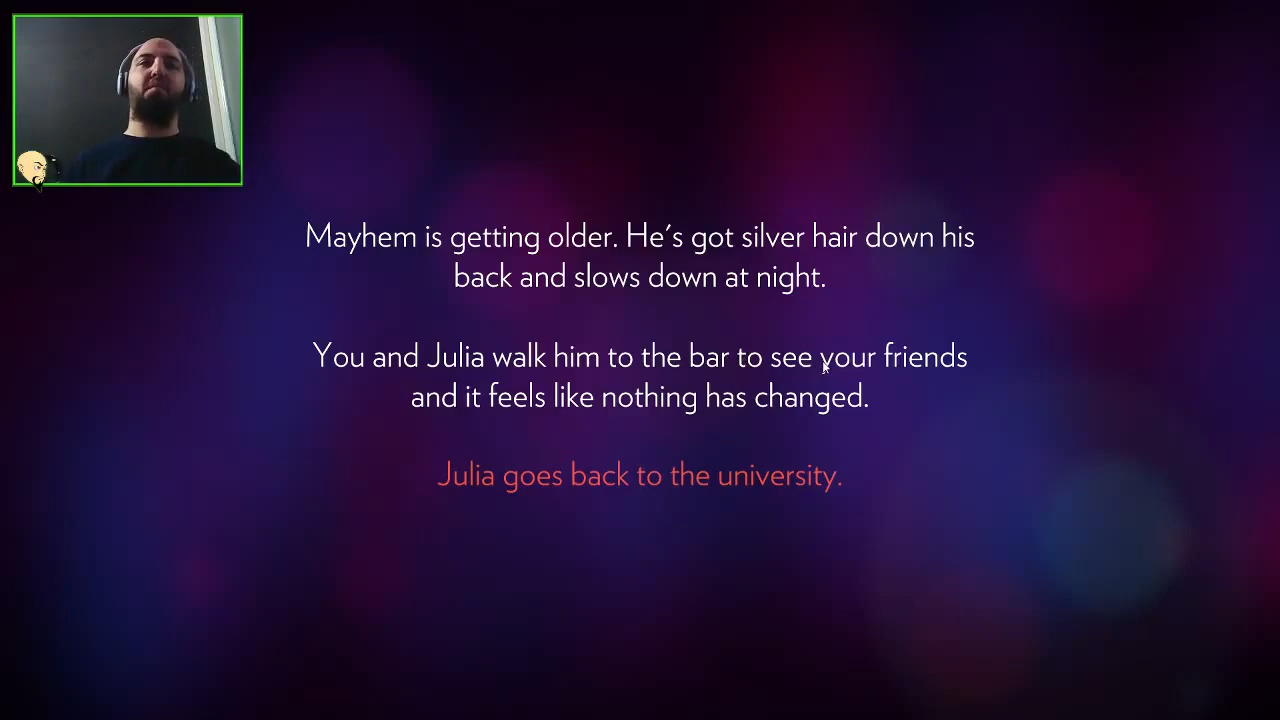 Mayhem is getting older. He's got silver hair down his
back and slows down at night.
You and Julia walk him to the bar to see your friends
and it feels like nothing has changed.
Julia goes back to the university.